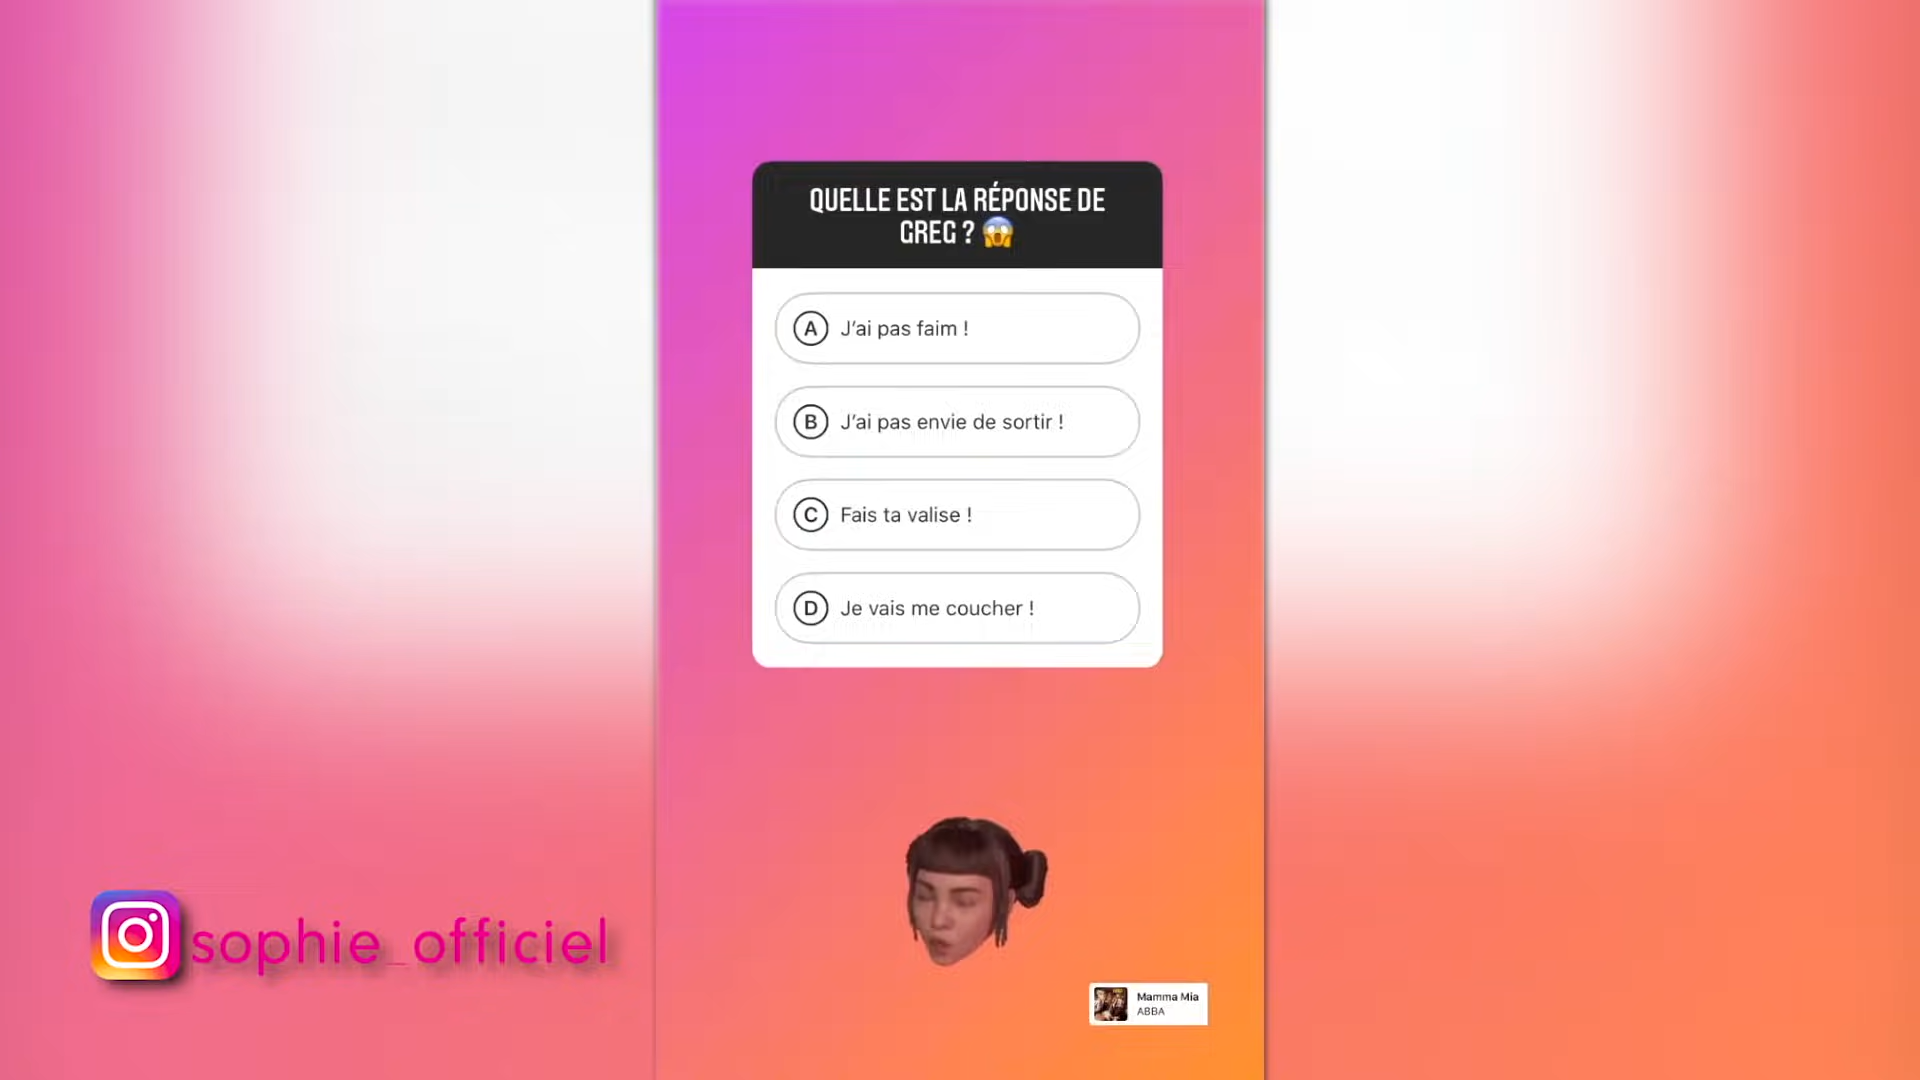 QUELLE EST LA RÉPONSE DE
GREG ? 😱
A J'ai pas faim !
B J'ai pas envie de sortir !
C Fais ta valise !
D Je vais me coucher !
sophie_officiel
Mamma Mia
ABBA